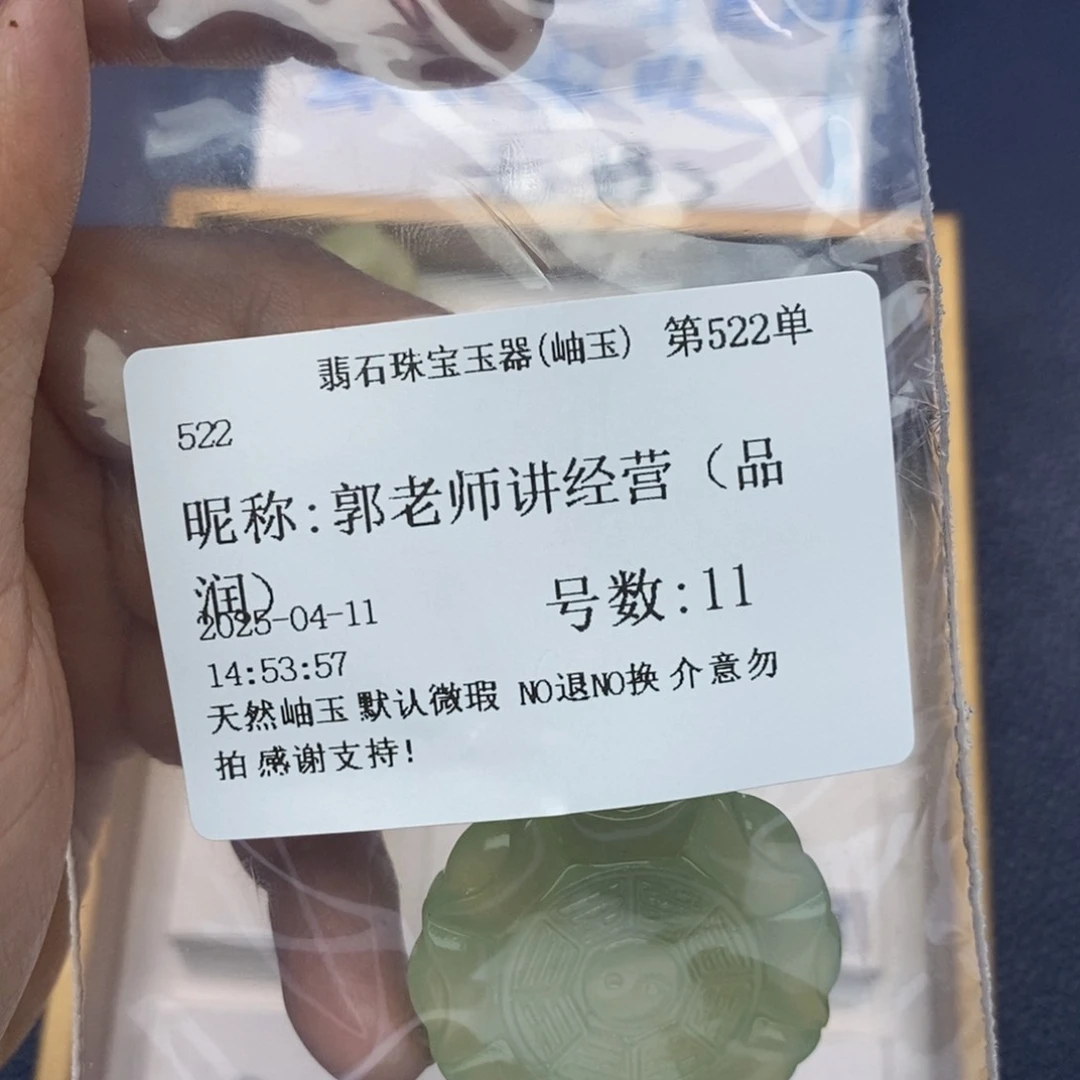 翡石珠宝玉器(岫玉) 第522单
522
昵称:郭老师讲经营（品
润）
号数:11
2025-04-11
14:53:57
天然岫玉 默认微瑕 NO退NO换 介意勿
拍 感谢支持!